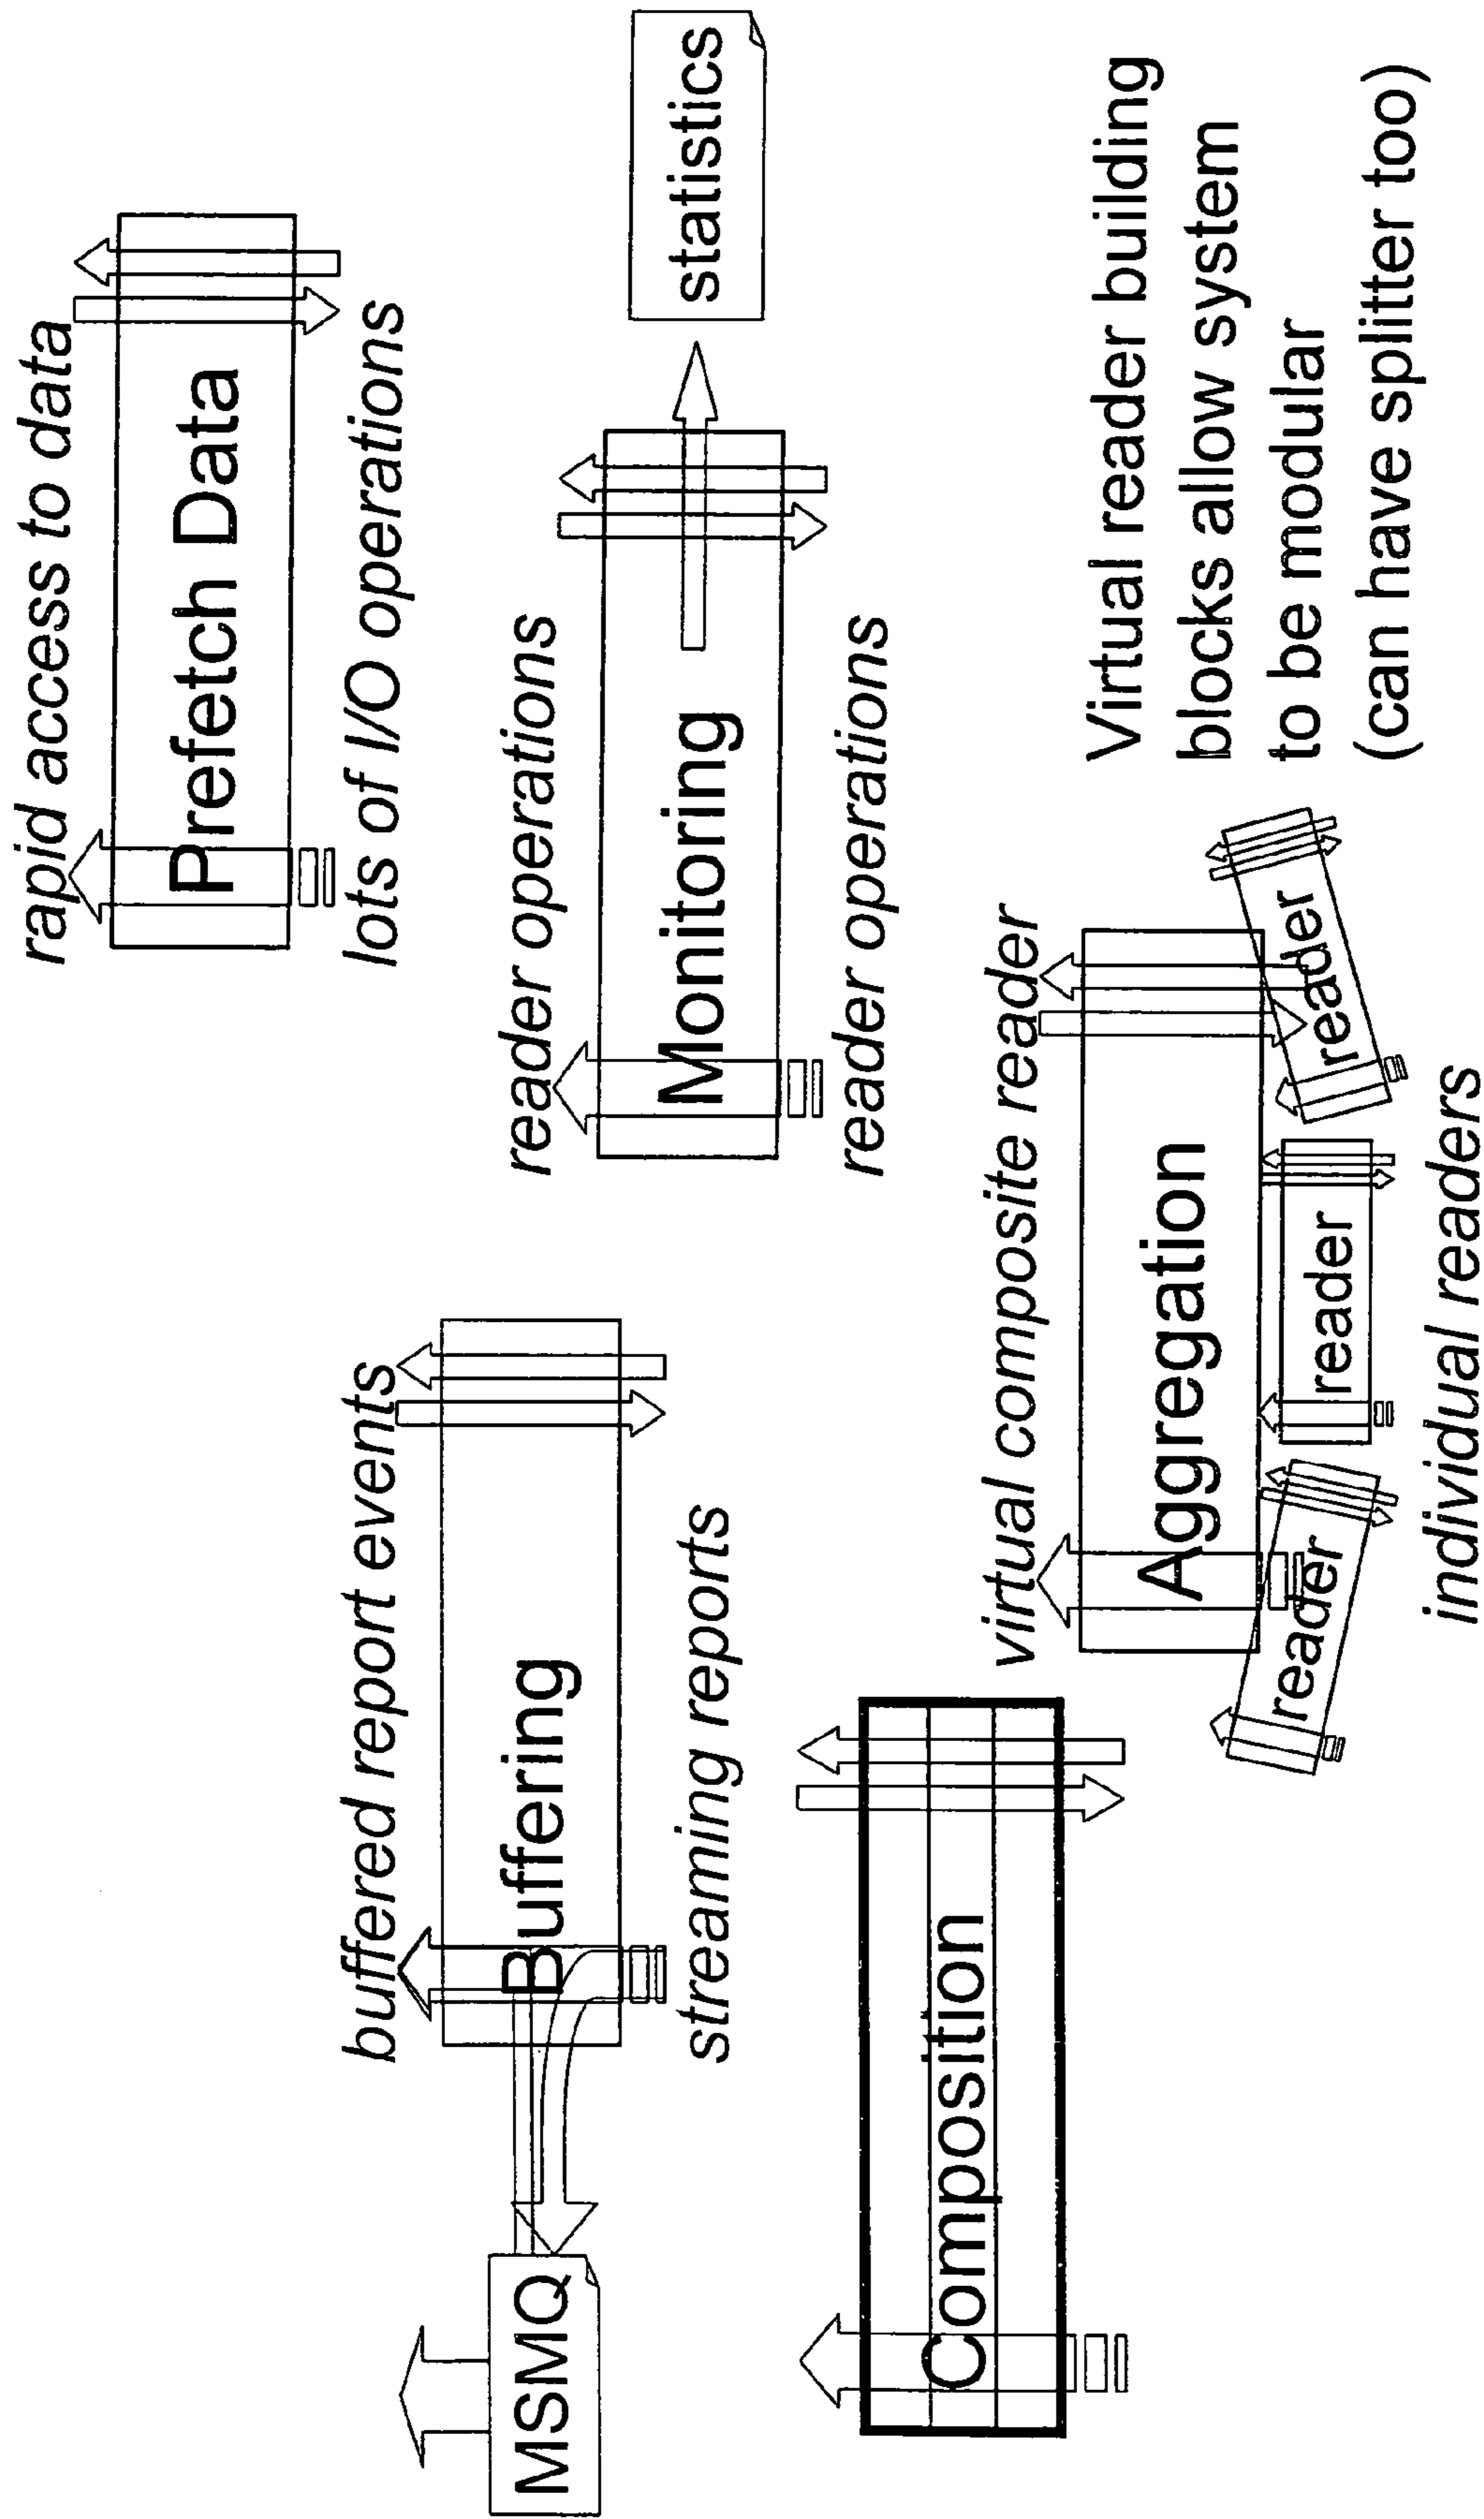 buffered report events
MSMQ
Buffering
streaming reports
rapid access to data
Prefetch Data
lots of I/O operations
reader operations
Monitoring
statistics
reader operations
Composition
virtual composite reader
Aggregation
reader
reader
reader
individual readers
Virtual reader building
blocks allow system
to be modular
(can have splitter too)